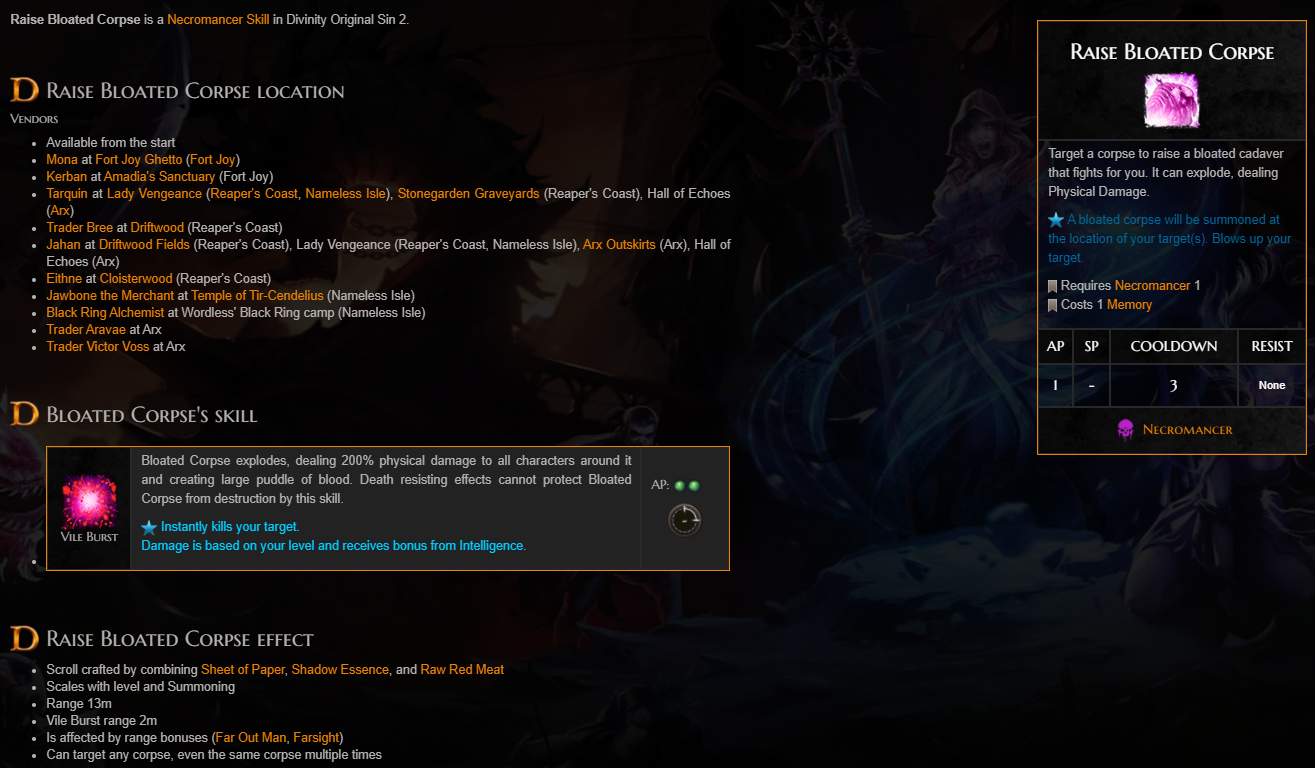 Raise Bloated Corpse is a Necromancer Skill in Divinity Original Sin 2.
Raise Bloated Corpse location
Vendors
Available from the start
Mona at Fort Joy Ghetto (Fort Joy)
Kerban at Amadia's Sanctuary (Fort Joy)
Tarquin at Lady Vengeance (Reaper's Coast, Nameless Isle), Stonegarden Graveyards (Reaper's Coast), Hall of Echoes
(Arx)
Trader Bree at Driftwood (Reaper's Coast)
Jahan at Driftwood Fields (Reaper's Coast), Lady Vengeance (Reaper's Coast, Nameless Isle), Arx Outskirts (Arx), Hall of
Echoes (Arx)
Eithne at Cloisterwood (Reaper's Coast)
Jawbone the Merchant at Temple of Tir-Cendelius (Nameless Isle)
Black Ring Alchemist at Wordless' Black Ring camp (Nameless Isle)
Trader Aravae at Arx
Trader Victor Voss at Arx
Bloated Corpse's skill
Vile Burst
Bloated Corpse explodes, dealing 200% physical damage to all characters around it
and creating large puddle of blood. Death resisting effects cannot protect Bloated
Corpse from destruction by this skill.
Instantly kills your target.
Damage is based on your level and receives bonus from Intelligence.
AP:
-
Raise Bloated Corpse effect
Scroll crafted by combining Sheet of Paper, Shadow Essence, and Raw Red Meat
Scales with level and Summoning
Range 13m
Vile Burst range 2m
Is affected by range bonuses (Far Out Man, Farsight)
Can target any corpse, even the same corpse multiple times
Raise Bloated Corpse
Target a corpse to raise a bloated cadaver
that fights for you. It can explode, dealing
Physical Damage.
A bloated corpse will be summoned at
the location of your target(s). Blows up your
target.
Requires Necromancer 1
Costs 1 Memory
AP SP COOLDOWN RESIST
1 - 3 None
Necromancer